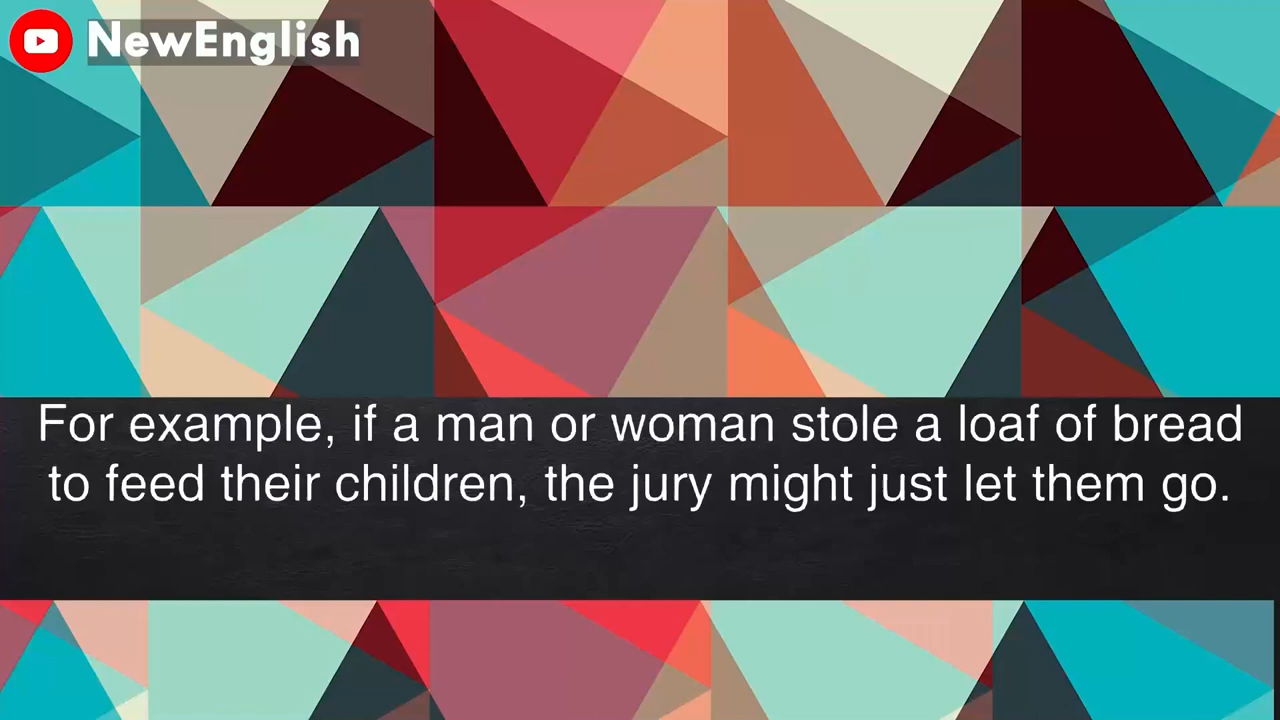 NewEnglish
For example, if a man or woman stole a loaf of bread
to feed their children, the jury might just let them go.